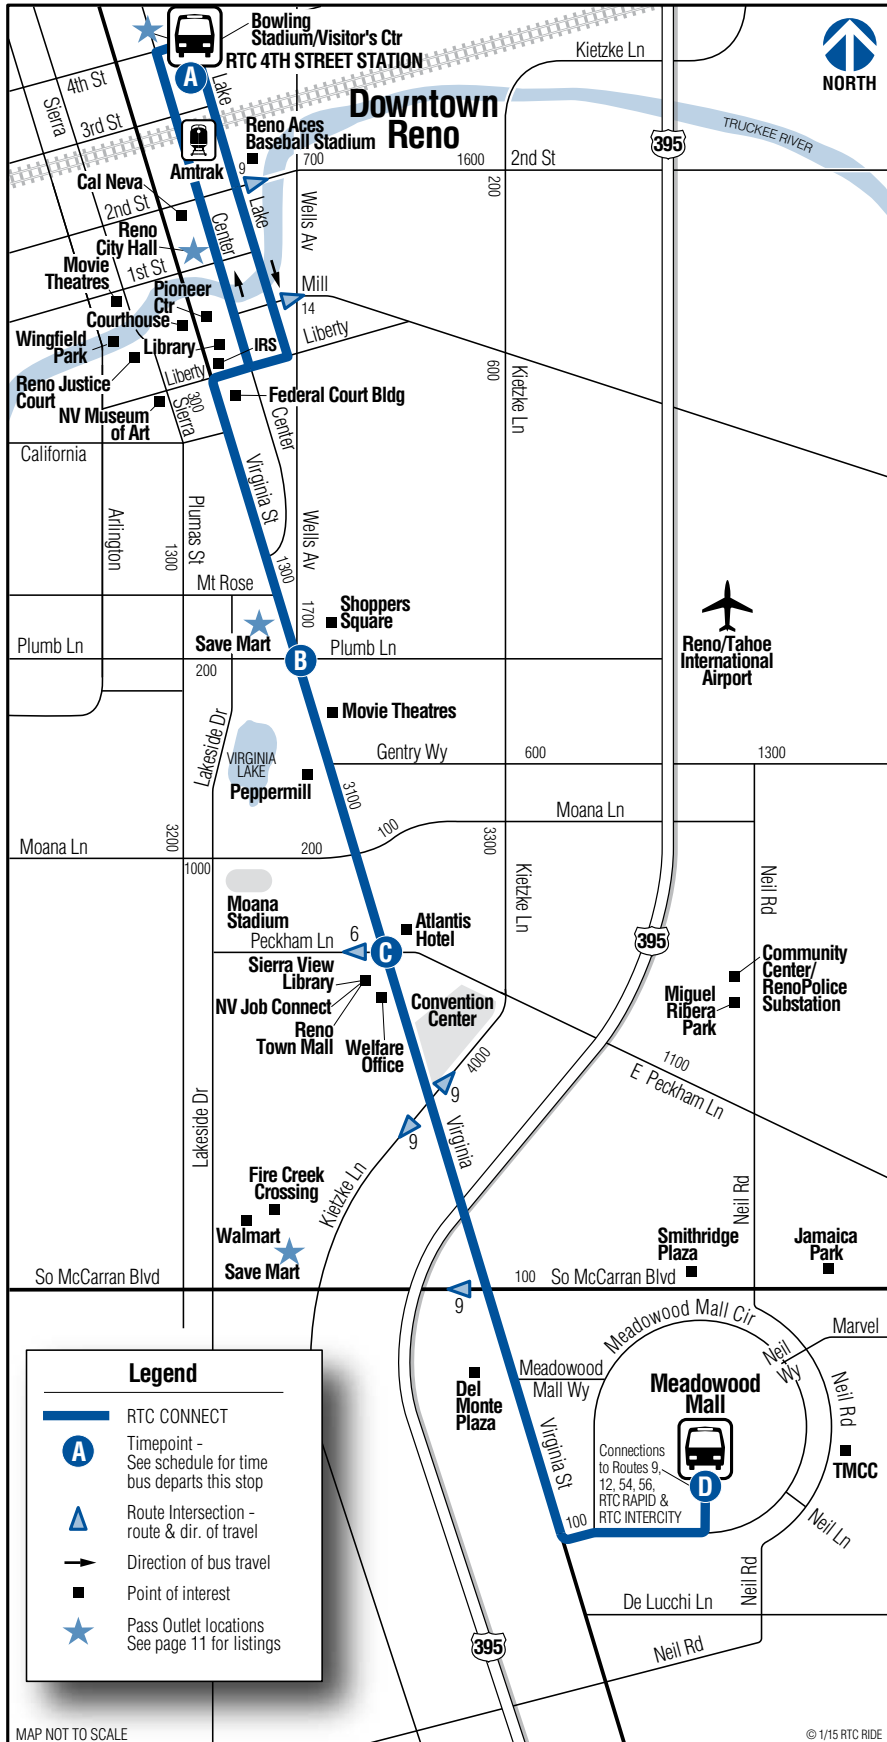 Bowling
Stadium/Visitor's Ctr
RTC 4TH STREET STATION
A
Kietzke Ln
NORTH
4th St
Sierra
3rd St
Lake
Downtown
Reno
Reno Aces
Baseball Stadium
Amtrak
395
TRUCKEE RIVER
700
1600
2nd St
200
9
Cal Neva
2nd St
Lake
Wells Av
Center
Reno
City Hall
Movie
Theatres
1st St
Pioneer
Ctr
Mill
14
Courthouse
Liberty
Wingfield
Park
Library
IRS
Reno Justice
Court
Liberty
600
Kietzke Ln
NV Museum
of Art
300
Sierra
Federal Court Bldg
Center
California
Virginia St
Arlington
Plumas St
1300
Wells Av
1300
Mt Rose
1700
Shoppers
Square
Save Mart
Reno/Tahoe
International
Airport
Plumb Ln
200
B
Plumb Ln
Lakeside Dr
Movie Theatres
VIRGINIA
LAKE
Gentry Wy
600
1300
Peppermill
3100
Moana Ln
3200
1000
200
100
3300
Moana Ln
Kietzke Ln
Neil Rd
Moana
Stadium
Atlantis
Hotel
Peckham Ln
6
C
395
Sierra View
Library
NV Job Connect
Reno
Town Mall
Welfare
Office
Convention
Center
Community
Center/
RenoPolice
Substation
Miguel
Ribera
Park
4000
1100
E Peckham Ln
9
9
Virginia
Lakeside Dr
Kietzke Ln
Fire Creek
Crossing
Walmart
Save Mart
Neil Rd
Smithridge
Plaza
Jamaica
Park
So McCarran Blvd
100
So McCarran Blvd
9
Meadowood Mall Cir
Neil
Wy
Marvel
Meadowood
Mall Wy
Del
Monte
Plaza
Meadowood
Mall
Neil Rd
Virginia St
Connections
to Routes 9,
12, 54, 56,
RTC RAPID &
RTC INTERCITY
D
TMCC
100
Neil Ln
Neil Rd
De Lucchi Ln
Neil Rd
395
Legend
RTC CONNECT
A
Timepoint -
See schedule for time
bus departs this stop
Route Intersection -
route & dir. of travel
Direction of bus travel
Point of interest
Pass Outlet locations
See page 11 for listings
MAP NOT TO SCALE
© 1/15 RTC RIDE